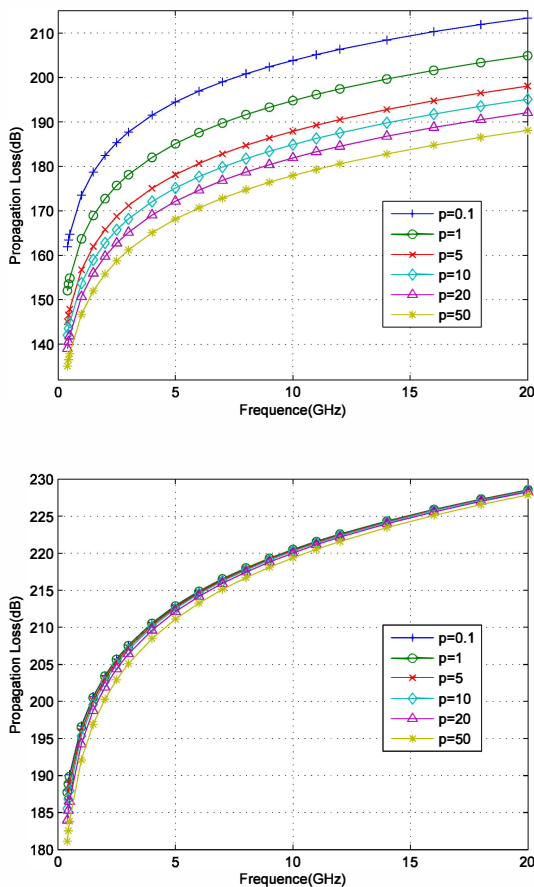 210
200
190
180
170
160
150
140
Propagation Loss(dB)
p=0.1
p=1
p=5
p=10
p=20
p=50
0
5
10
15
20
Frequence(GHz)
230
225
220
215
210
205
200
195
190
185
180
Propagation Loss(dB)
p=0.1
p=1
p=5
p=10
p=20
p=50
0
5
10
15
20
Frequence(GHz)